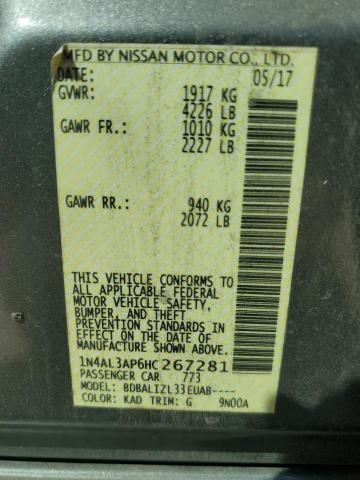 MFD BY NISSAN MOTOR CO., LTD.
DATE: 05/17
GVWR: 1917 KG
4226 LB
GAWR FR.: 1010 KG
2227 LB
GAWR RR.: 940 KG
2072 LB
THIS VEHICLE CONFORMS TO
ALL APPLICABLE FEDERAL
MOTOR VEHICLE SAFETY,
BUMPER, AND THEFT
PREVENTION STANDARDS IN
EFFECT ON THE DATE OF
MANUFACTURE SHOWN ABOVE.
1N4AL3AP6HC267281
PASSENGER CAR 773
MODEL: BDBALIZL33EUAB----
COLOR: KAD TRIM: G 9N00A